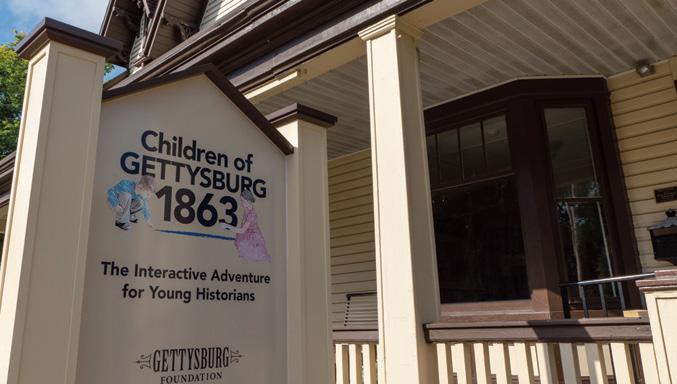 Children of
GETTYSBURG
1863
The Interactive Adventure
for Young Historians
GETTYSBURG
FOUNDATION